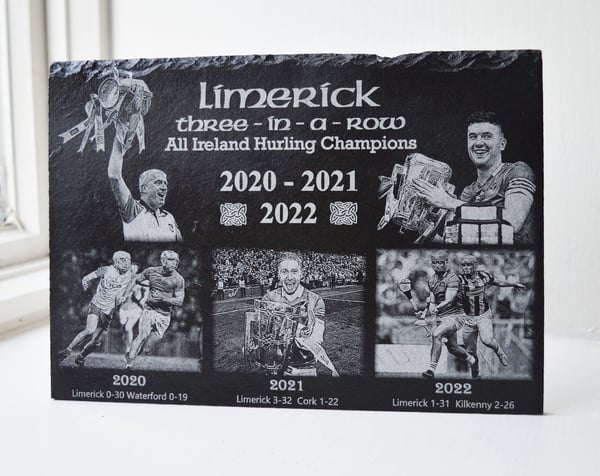 Limerick
three - in - a - row
All Ireland Hurling Champions
2020 - 2021
2022
2020
Limerick 0-30 Waterford 0-19
2021
Limerick 3-32 Cork 1-22
2022
Limerick 1-31 Kilkenny 2-26